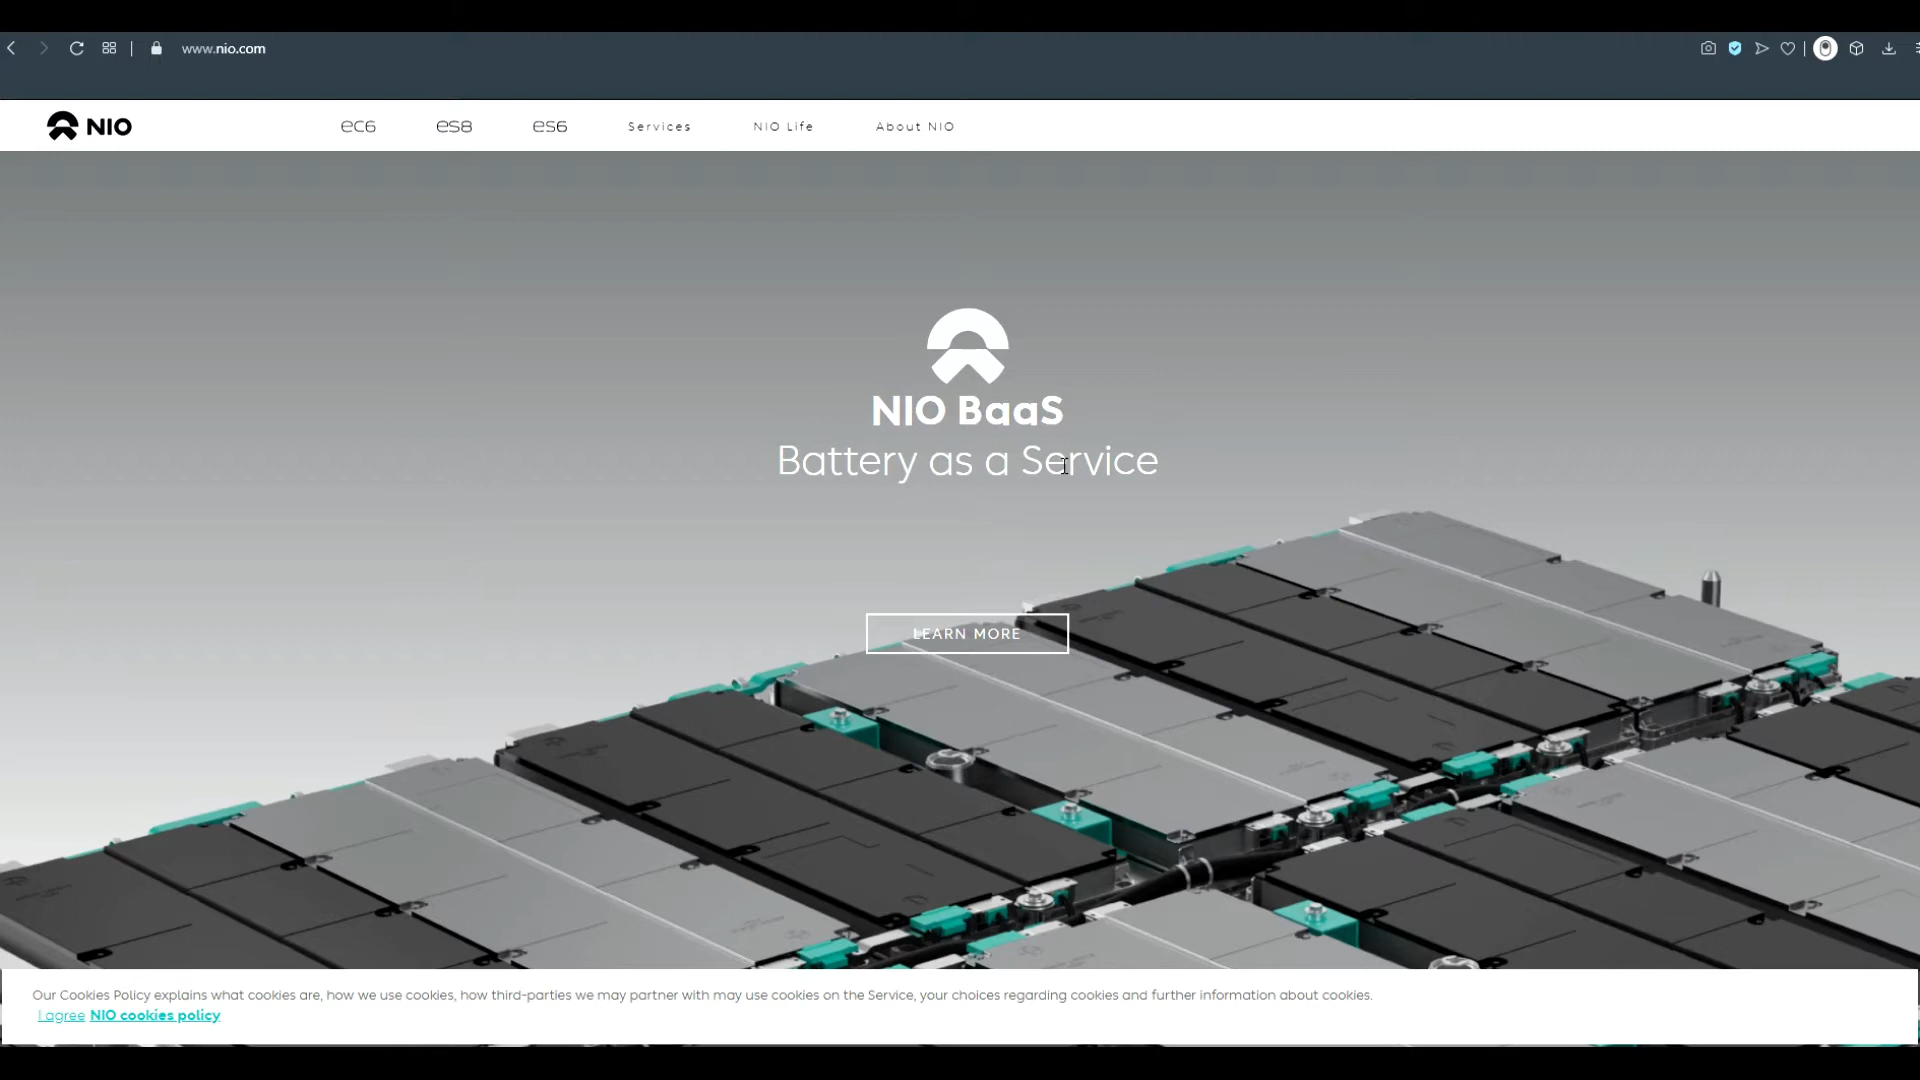 www.nio.com
NIO
ec6
es8
es6
Services
NIO Life
About NIO
NIO BaaS
Battery as a Service
LEARN MORE
Our Cookies Policy explains what cookies are, how we use cookies, how third-parties we may partner with may use cookies on the Service, your choices regarding cookies and further information about cookies.
I agree NIO cookies policy